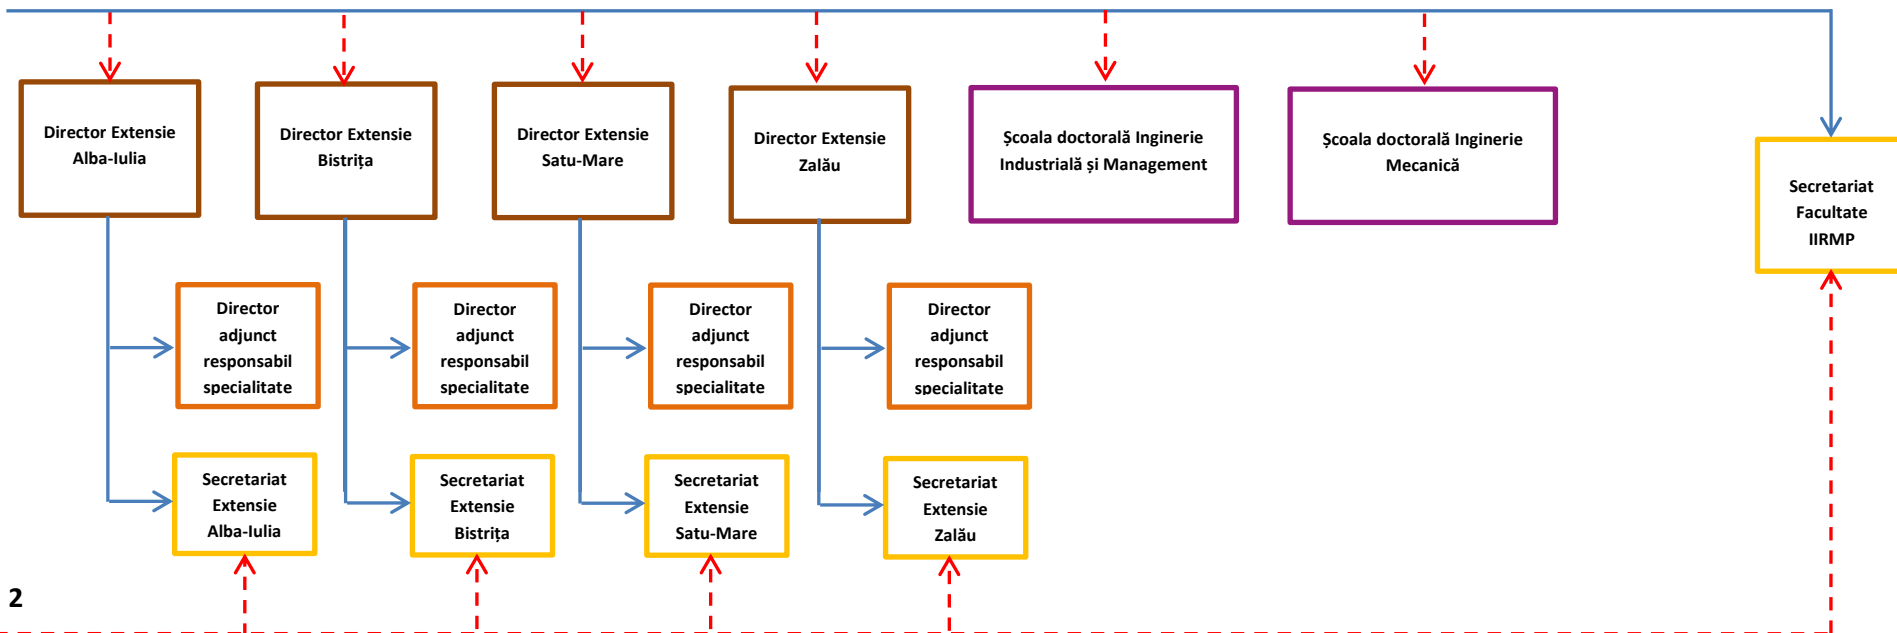 Director Extensie
Alba-Iulia
Director Extensie
Bistrița
Director Extensie
Satu-Mare
Director Extensie
Zalău
Școala doctorală Inginerie
Industrială și Management
Școala doctorală Inginerie
Mecanică
Secretariat
Facultate
IIRMP
Director
adjunct
responsabil
specialitate
Director
adjunct
responsabil
specialitate
Director
adjunct
responsabil
specialitate
Director
adjunct
responsabil
specialitate
Secretariat
Extensie
Alba-Iulia
Secretariat
Extensie
Bistrița
Secretariat
Extensie
Satu-Mare
Secretariat
Extensie
Zalău
2